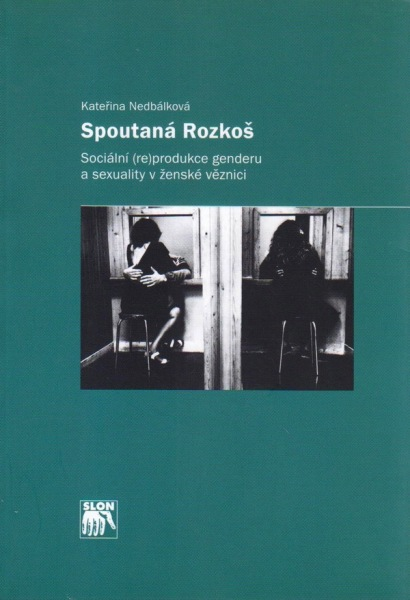 Kateřina Nedbálková
Spoutaná Rozkoš
Sociální (re)produkce genderu
a sexuality v ženské věznici
SLON